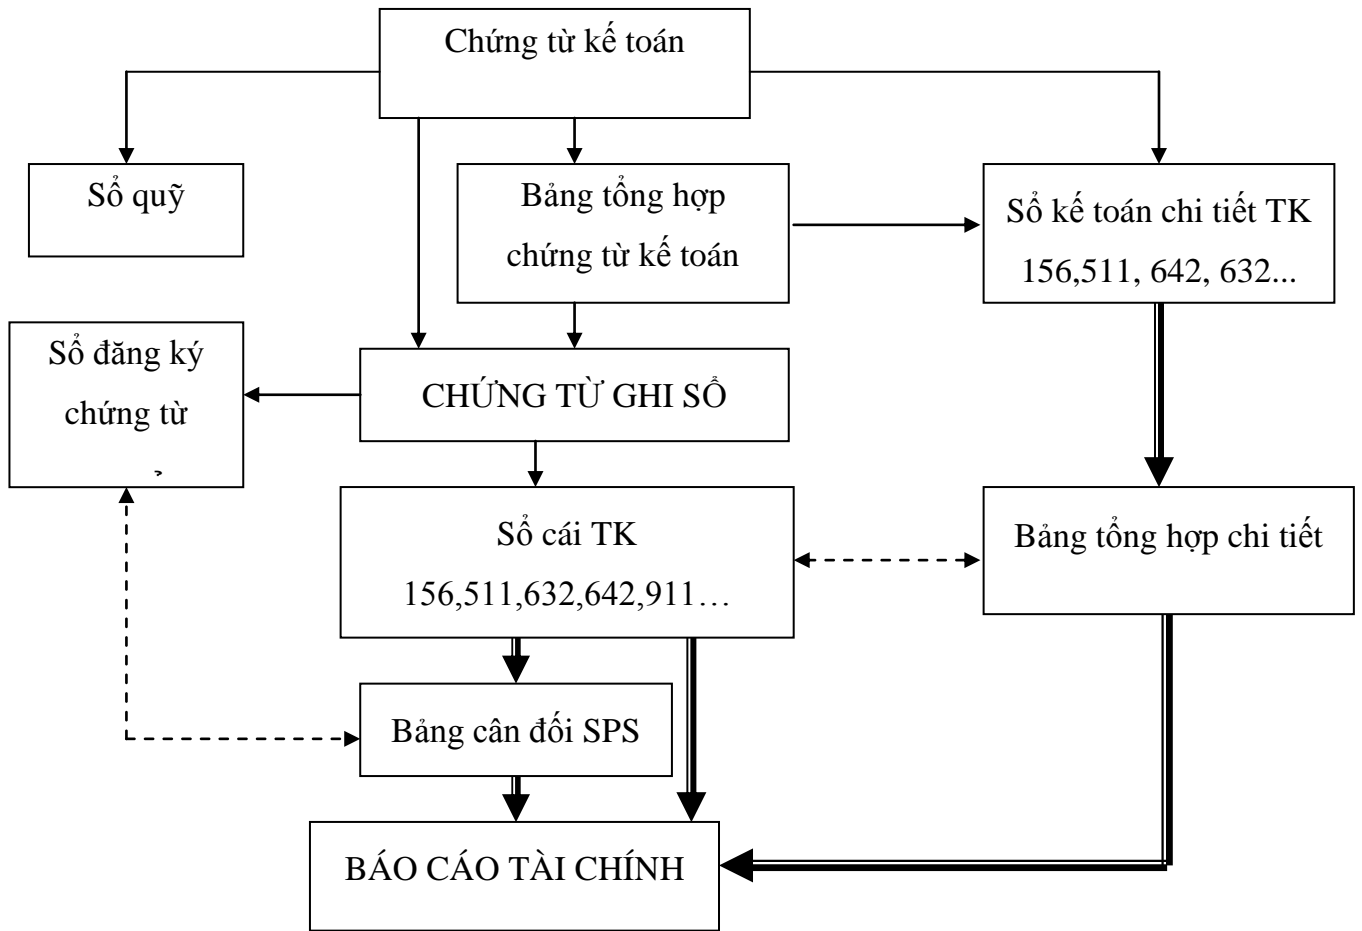 Chứng từ kế toán
Sổ quỹ
Bảng tổng hợp
chứng từ kế toán
Sổ kế toán chi tiết TK
156,511, 642, 632...
Sổ đăng ký
chứng từ
CHỨNG TỪ GHI SỔ
Sổ cái TK
156,511,632,642,911…
Bảng tổng hợp chi tiết
Bảng cân đối SPS
BÁO CÁO TÀI CHÍNH